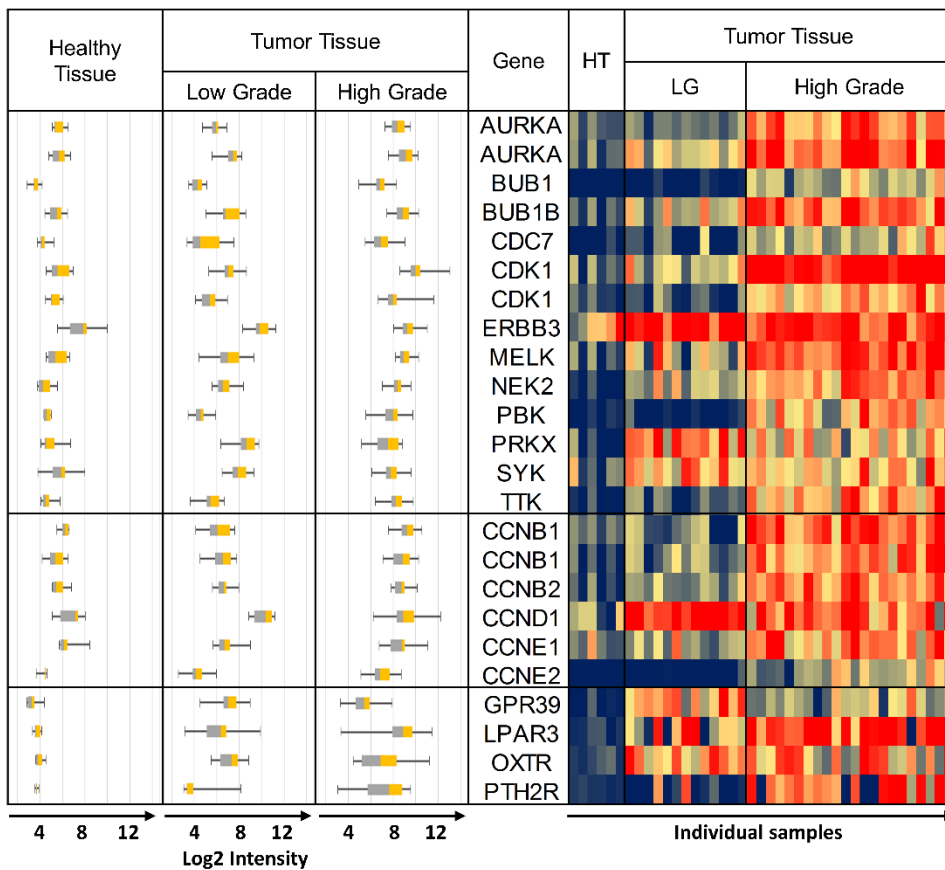 Healthy
Tissue
Tumor Tissue
Low Grade
High Grade
Gene
HT
Tumor Tissue
LG
High Grade
AURKA
AURKA
BUB1
BUB1B
CDC7
CDK1
CDK1
ERBB3
MELK
NEK2
PBK
PRKX
SYK
TTK
CCNB1
CCNB1
CCNB2
CCND1
CCNE1
CCNE2
GPR39
LPAR3
OXTR
PTH2R
4 8 12
4 8 12
4 8 12
Log2 Intensity
Individual samples